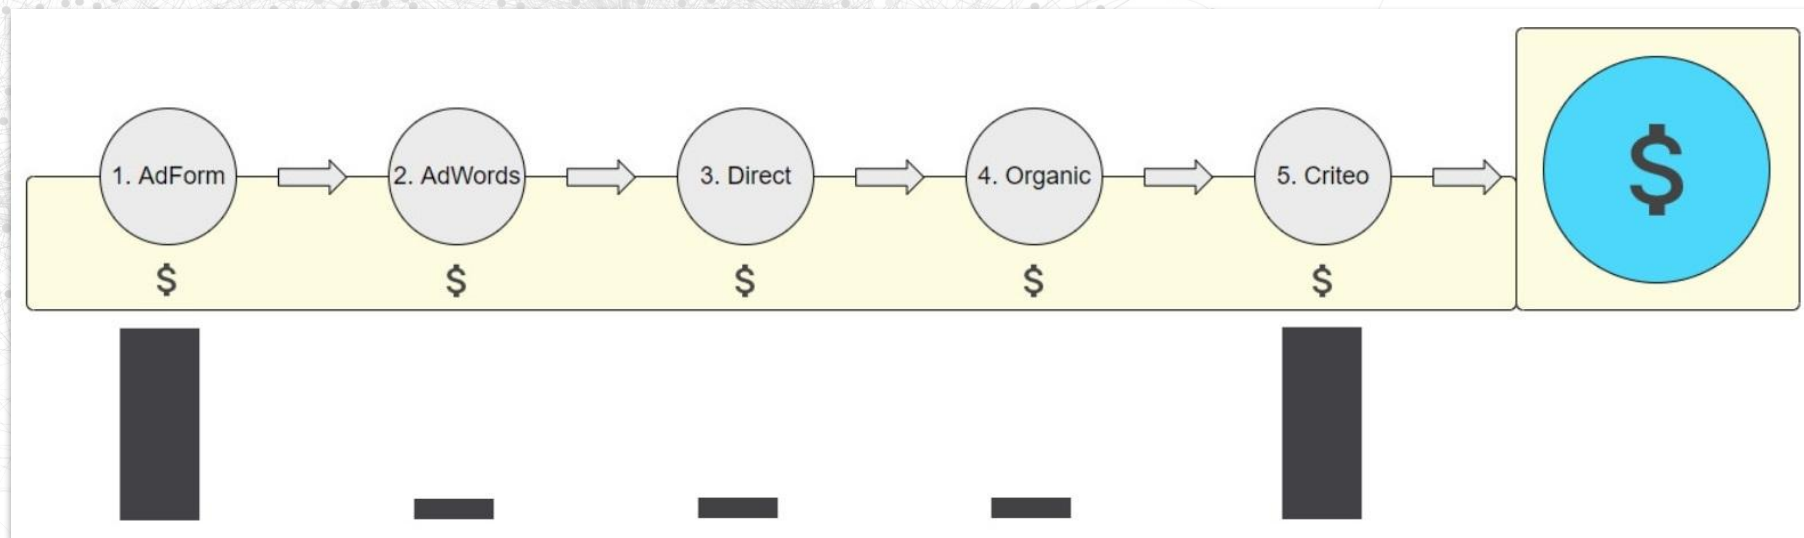 1. AdForm
2. AdWords
3. Direct
4. Organic
5. Criteo
$
$
$
$
$
$